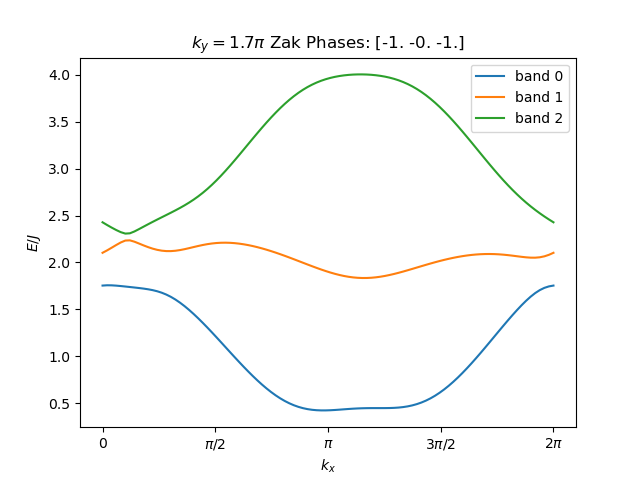 k_y = 1.7π Zak Phases: [-1. -0. -1.]
band 0
band 1
band 2
4.0
3.5
3.0
2.5
2.0
1.5
1.0
0.5
E/J
0 π/2 π 3π/2 2π
k_x